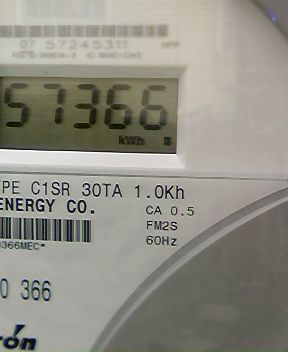 07 57245311
57366
kWh
TYPE C1SR 30TA 1.0Kh
ENERGY CO.
CA 0.5
FM2S
60Hz
366MEC*
0 366
ron